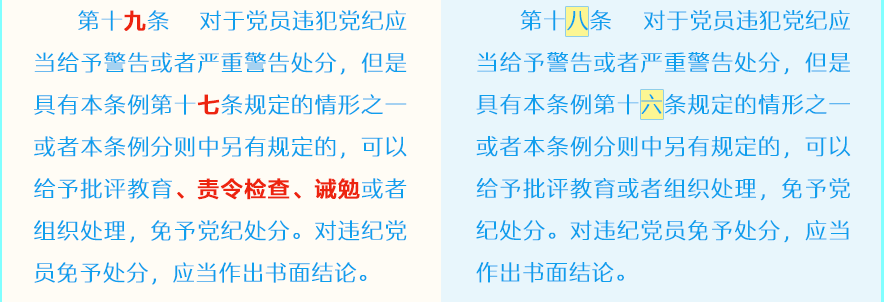 第十九条 对于党员违犯党纪应
当给予警告或者严重警告处分，但是
具有本条例第十七条规定的情形之一
或者本条例分则中另有规定的，可以
给予批评教育、责令检查、诫勉或者
组织处理，免予党纪处分。对违纪党
员免予处分，应当作出书面结论。
第十八条 对于党员违犯党纪应
当给予警告或者严重警告处分，但是
具有本条例第十六条规定的情形之一
或者本条例分则中另有规定的，可以
给予批评教育或者组织处理，免予党
纪处分。对违纪党员免予处分，应当
作出书面结论。